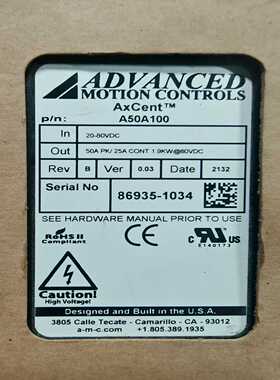 ADVANCED
MOTION CONTROLS
AxCent™
p/n: A50A100
In 20-80VDC
Out 50A PK/ 25A CONT 1.9KW@80VDC
Rev B Ver 0.03 Date 2132
Serial No 86935-1034
SEE HARDWARE MANUAL PRIOR TO USE
RoHS II
Compliant
CE
c RU US
E140173
Caution!
High Voltage!
Designed and Built in the U.S.A.
3805 Calle Tecate - Camarillo - CA - 93012
a-m-c.com +1.805.389.1935